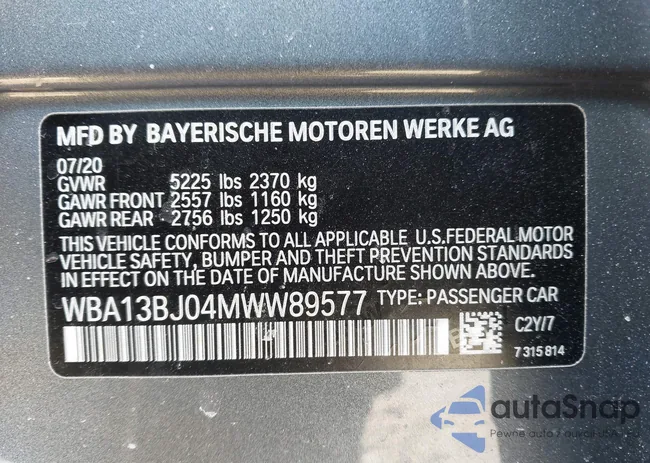 MFD BY BAYERISCHE MOTOREN WERKE AG
07/20
GVWR 5225 lbs 2370 kg
GAWR FRONT 2557 lbs 1160 kg
GAWR REAR 2756 lbs 1250 kg
THIS VEHICLE CONFORMS TO ALL APPLICABLE U.S.FEDERAL MOTOR
VEHICLE SAFETY, BUMPER AND THEFT PREVENTION STANDARDS
IN EFFECT ON THE DATE OF MANUFACTURE SHOWN ABOVE.
WBA13BJ04MWW89577 TYPE: PASSENGER CAR
C2Y/7
7315814
autoSnap
Pewne auto / auvai